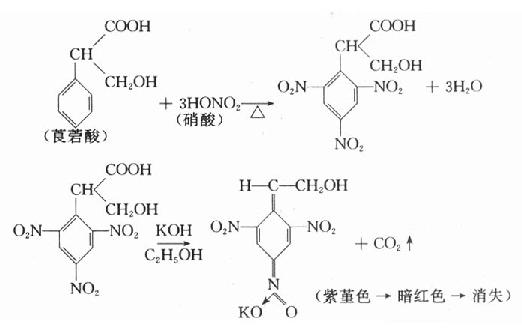 COOH
CH
CH₂OH
(莨菪酸)
+ 3HONO₂
(硝酸)
△
COOH
CH
CH₂OH
O₂N
NO₂
NO₂
+ 3H₂O
COOH
CH
CH₂OH
O₂N
NO₂
NO₂
KOH
C₂H₅OH
H—C—CH₂OH
NO₂
NO₂
N
KO O
+ CO₂↑
(紫堇色 → 暗红色 → 消失)